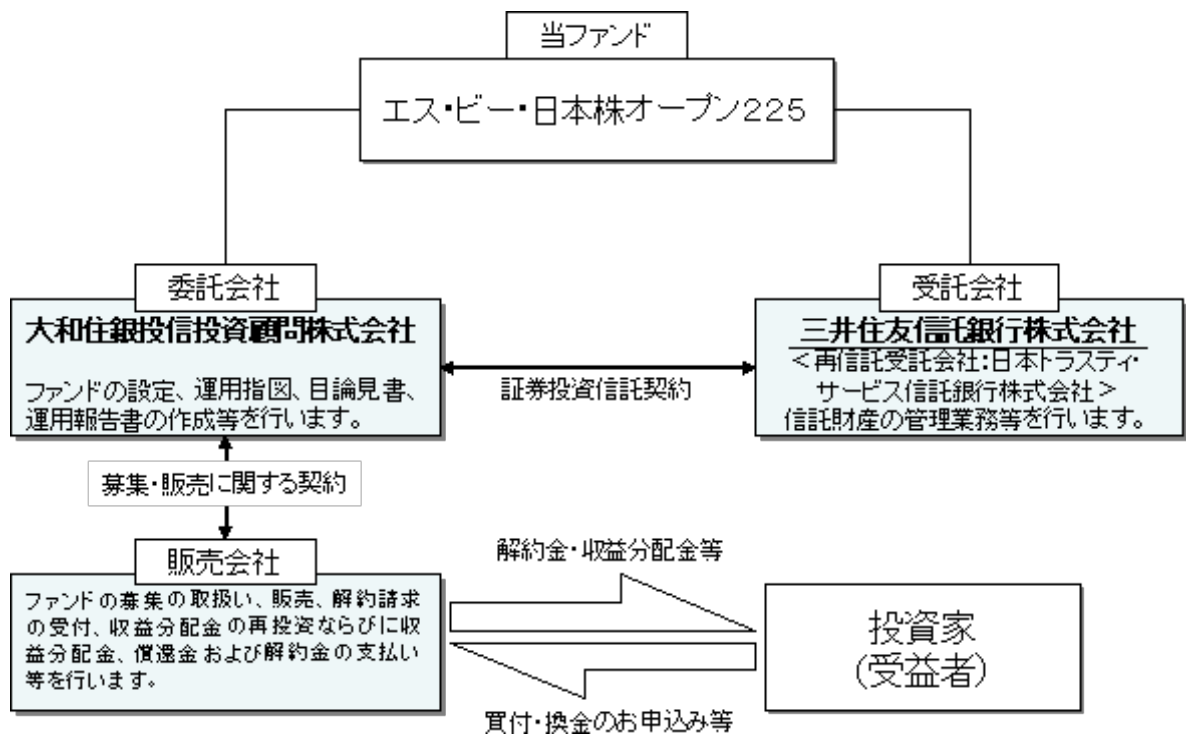 当ファンド
エス・ビー・日本株オープン225
委託会社
大和住銀投信投資顧問株式会社
ファンドの設定、運用指図、目論見書、
運用報告書の作成等を行います。
証券投資信託契約
受託会社
三井住友信託銀行株式会社
＜再信託受託会社：日本トラスティ・
サービス信託銀行株式会社＞
信託財産の管理業務等を行います。
募集・販売に関する契約
販売会社
ファンドの募集の取扱い、販売、解約請求
の受付、収益分配金の再投資ならびに収
益分配金、償還金および解約金の支払い
等を行います。
解約金・収益分配金等
買付・換金のお申込み等
投資家
(受益者)